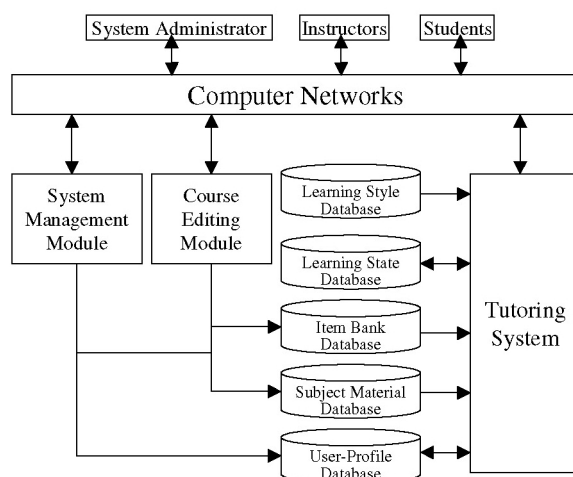 System Administrator
Instructors
Students
Computer Networks
System
Management
Module
Course
Editing
Module
Learning Style
Database
Learning State
Database
Item Bank
Database
Subject Material
Database
User-Profile
Database
Tutoring
System